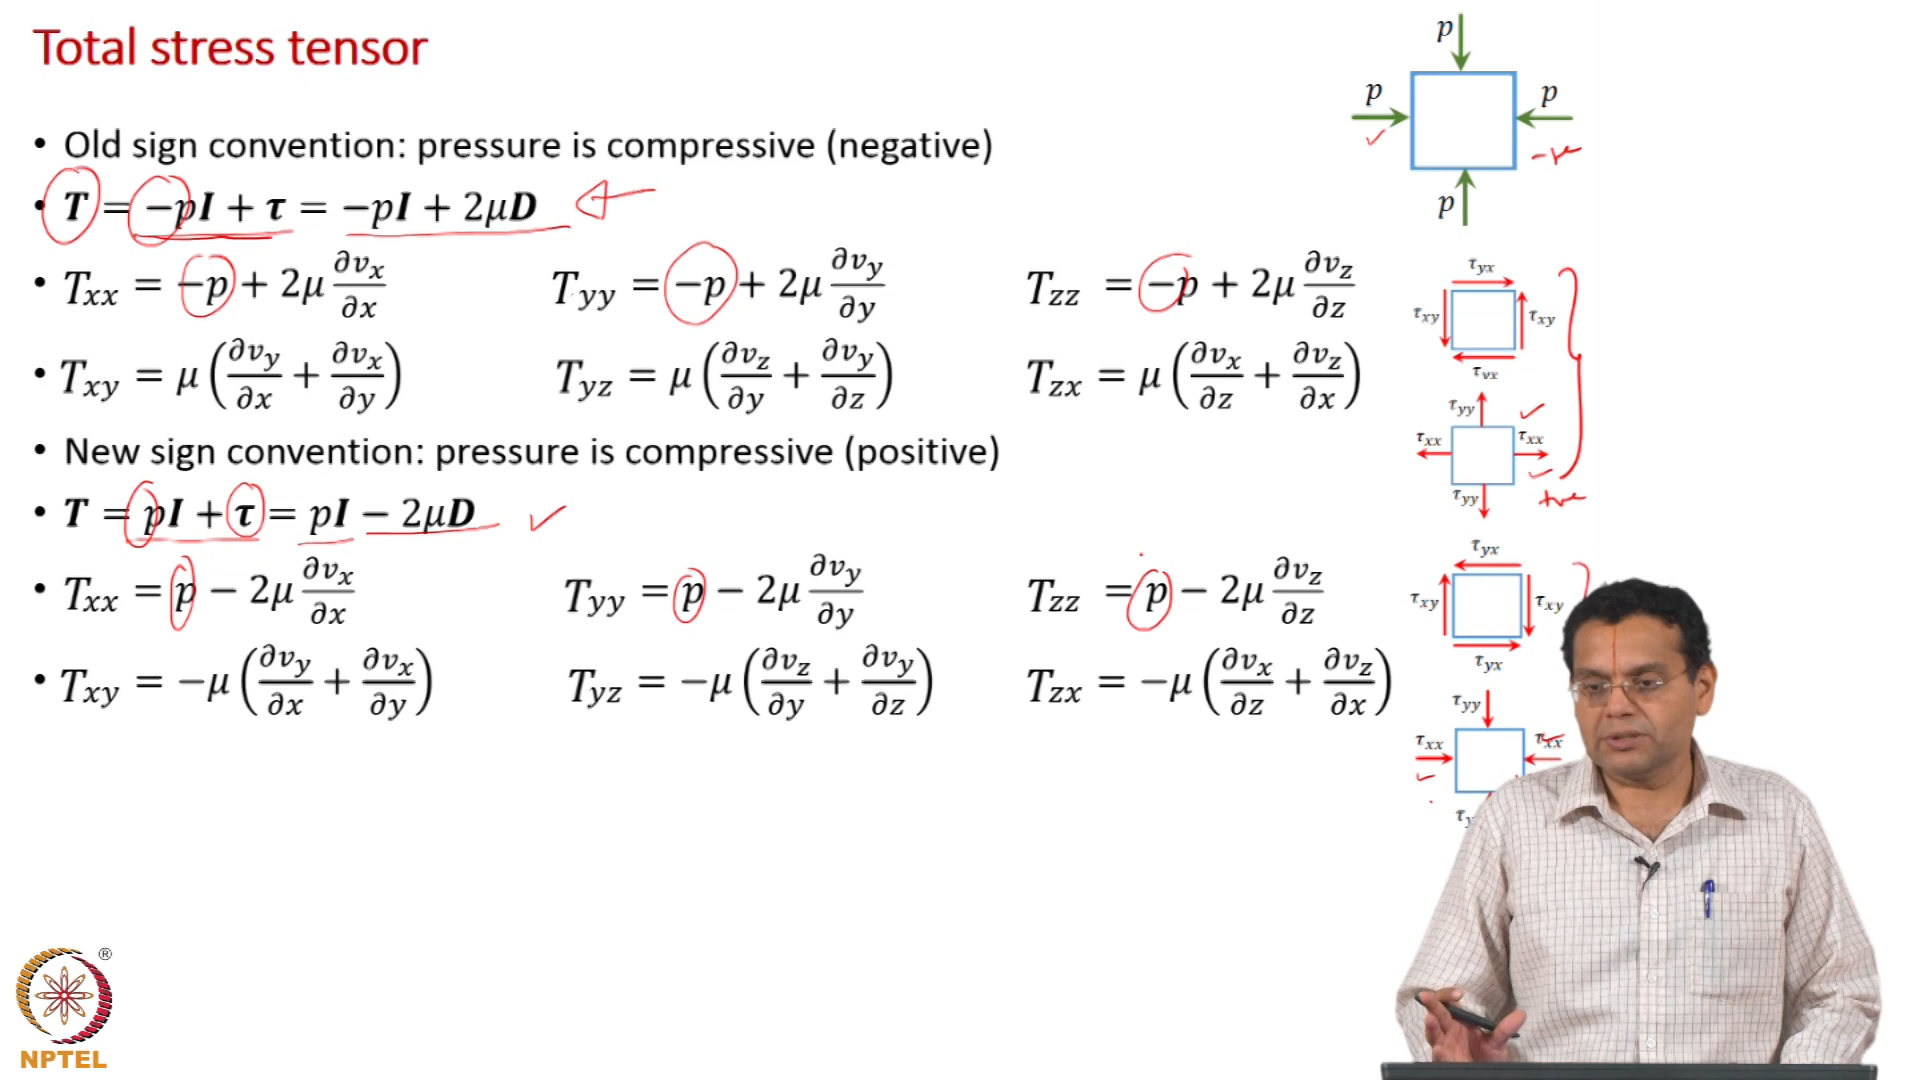 Total stress tensor
• Old sign convention: pressure is compressive (negative)
• T = −pI + τ = −pI + 2μD
• Txx = −p + 2μ ∂vx/∂x    Tyy = −p + 2μ ∂vy/∂y    Tzz = −p + 2μ ∂vz/∂z
• Txy = μ(∂vy/∂x + ∂vx/∂y)    Tyz = μ(∂vz/∂y + ∂vy/∂z)    Tzx = μ(∂vx/∂z + ∂vz/∂x)
• New sign convention: pressure is compressive (positive)
• T = pI + τ = pI − 2μD
• Txx = p − 2μ ∂vx/∂x    Tyy = p − 2μ ∂vy/∂y    Tzz = p − 2μ ∂vz/∂z
• Txy = −μ(∂vy/∂x + ∂vx/∂y)    Tyz = −μ(∂vz/∂y + ∂vy/∂z)    Tzx = −μ(∂vx/∂z + ∂vz/∂x)
p
p p
-ve
p
τyx
τxy τxy
τyx
τyy
τxx τxx
τyy
+ve
τyx
τxy τxy
τyx
τyy
τxx τxx
®
NPTEL